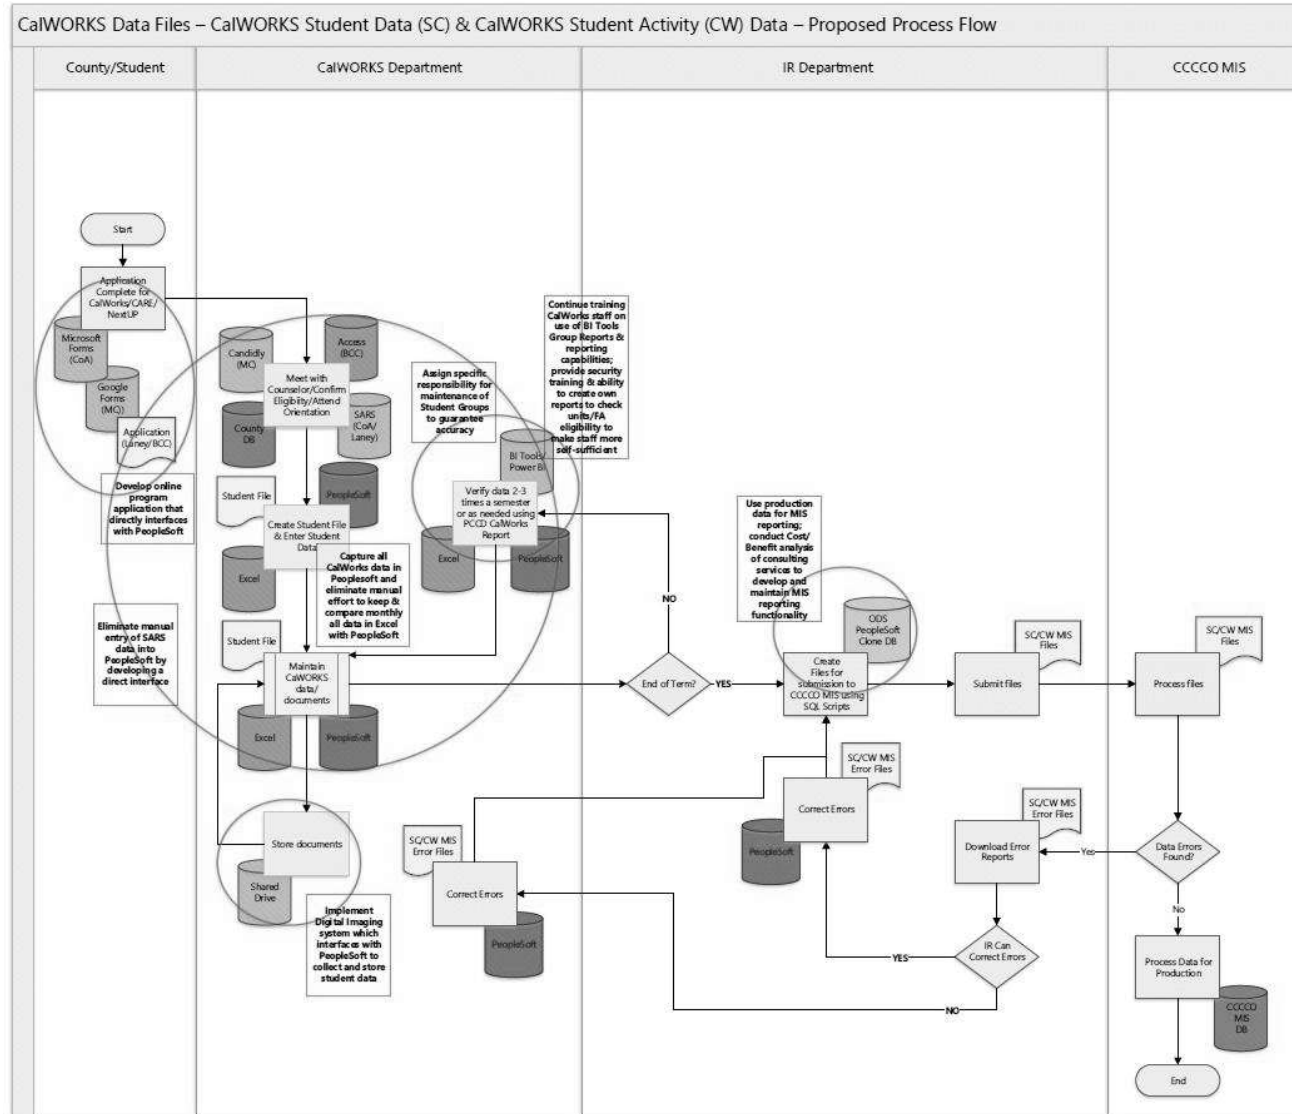 CalWORKS Data Files – CalWORKS Student Data (SC) & CalWORKS Student Activity (CW) Data – Proposed Process Flow
County/Student
CalWORKS Department
IR Department
CCCCO MIS
Start
Application
Complete for
CalWorks/CARE/
NextUP
Microsoft
Forms
(CoA)
Google
Forms
(MC))
Application
(Laney/BCC)
Develop online
program
application that
directly interfaces
with PeopleSoft
Eliminate manual
entry of SARS
data into
PeopleSoft by
developing a
direct interface
Candidly
(MC)
Access
(BCC)
Meet with
Counselor/Confirm
Eligibility/Attend
Orientation
County
DB
SARS
(CoA/
Laney)
Student File
PeopleSoft
Create Student File
& Enter Student
Data
Excel
Capture all
CalWorks data in
Peoplesoft and
eliminate manual
effort to keep &
compare monthly
all data in Excel
with PeopleSoft
Student File
Maintain
CaWORKS
data/
documents
Excel
PeopleSoft
Store documents
Shared
Drive
Implement
Digital Imaging
system which
interfaces with
PeopleSoft to
collect and store
student data
Assign specific
responsibility for
maintenance of
Student Groups
to guarantee
accuracy
Continue training
CalWorks staff on
use of BI Tools
Group Reports &
reporting
capabilities;
provide security
training & ability
to create own
reports to check
units/FA
eligibility to
make staff more
self-sufficient
BI Tools/
Power BI
Verify data 2-3
times a semester
or as needed using
PCCD CalWorks
Report
Excel
PeopleSoft
SC/CW MIS
Error Files
Correct Errors
PeopleSoft
NO
End of Term?
YES
Use production
data for MIS
reporting;
conduct Cost/
Benefit analysis
of consulting
services to
develop and
maintain MIS
reporting
functionality
ODS
PeopleSoft
Clone DB
Create
Files for
submission to
CCCCO MIS using
SQL Scripts
SC/CW MIS
Files
Submit files
SC/CW MIS
Error Files
Correct Errors
PeopleSoft
SC/CW MIS
Error Files
Download Error
Reports
IR Can
Correct Errors
YES
NO
SC/CW MIS
Files
Process files
Data Errors
Found?
Yes
No
Process Data for
Production
CCCCO
MIS
DB
End